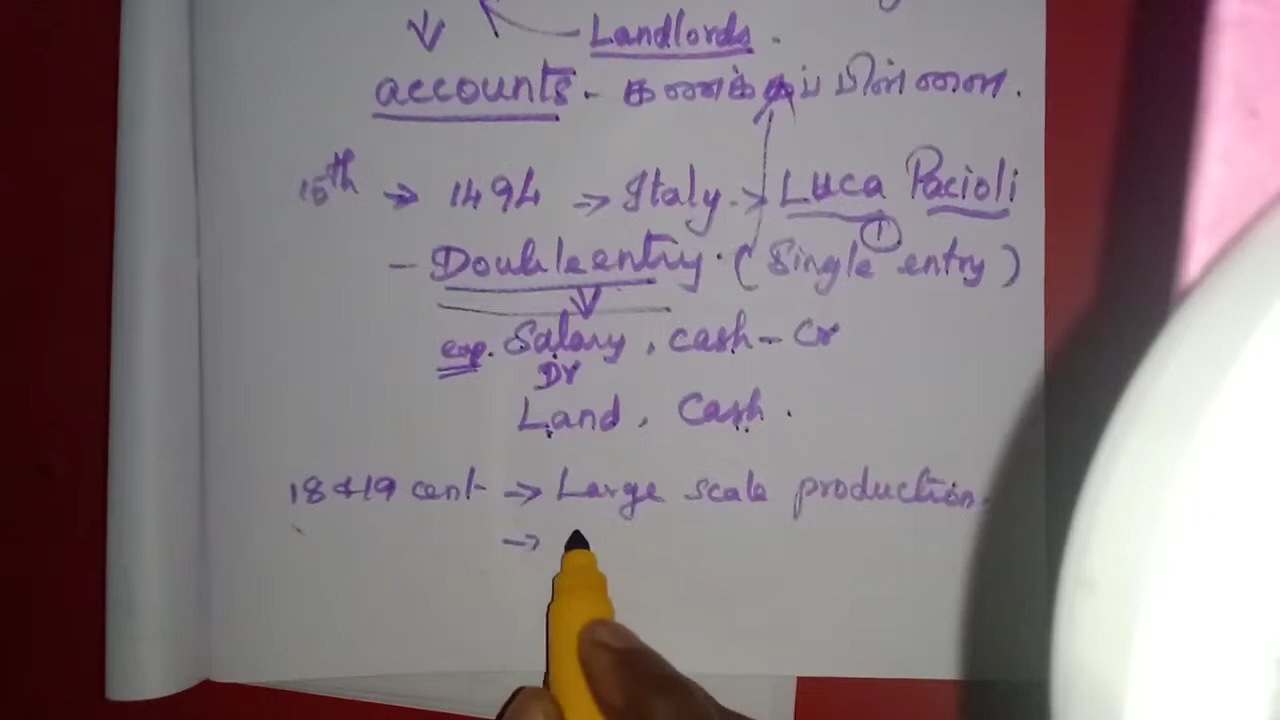 Landlords.
accounts - கணக்குப் பிள்ளை.
15th → 1494 → Italy → Luca Pacioli
- Double entry. (Single entry) 1
exp. Salary, cash - Cr
Dr
Land, Cash.
18 & 19 cent → Large scale production.
→